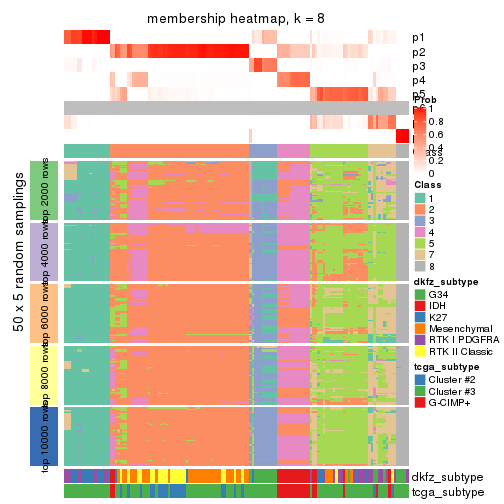 membership heatmap, k = 8
p1
p2
p3
p4
p5
Prob
1
0.8
0.6
0.4
0.2
0
Class
1
2
3
4
5
7
8
dkfz_subtype
G34
IDH
K27
Mesenchymal
RTK I PDGFRA
RTK II Classic
tcga_subtype
Cluster #2
Cluster #3
G-CIMP+
50 x 5 random samplings
top 2000 rows
top 4000 rows
top 6000 rows
top 8000 rows
top 10000 rows
dkfz_subtype
tcga_subtype